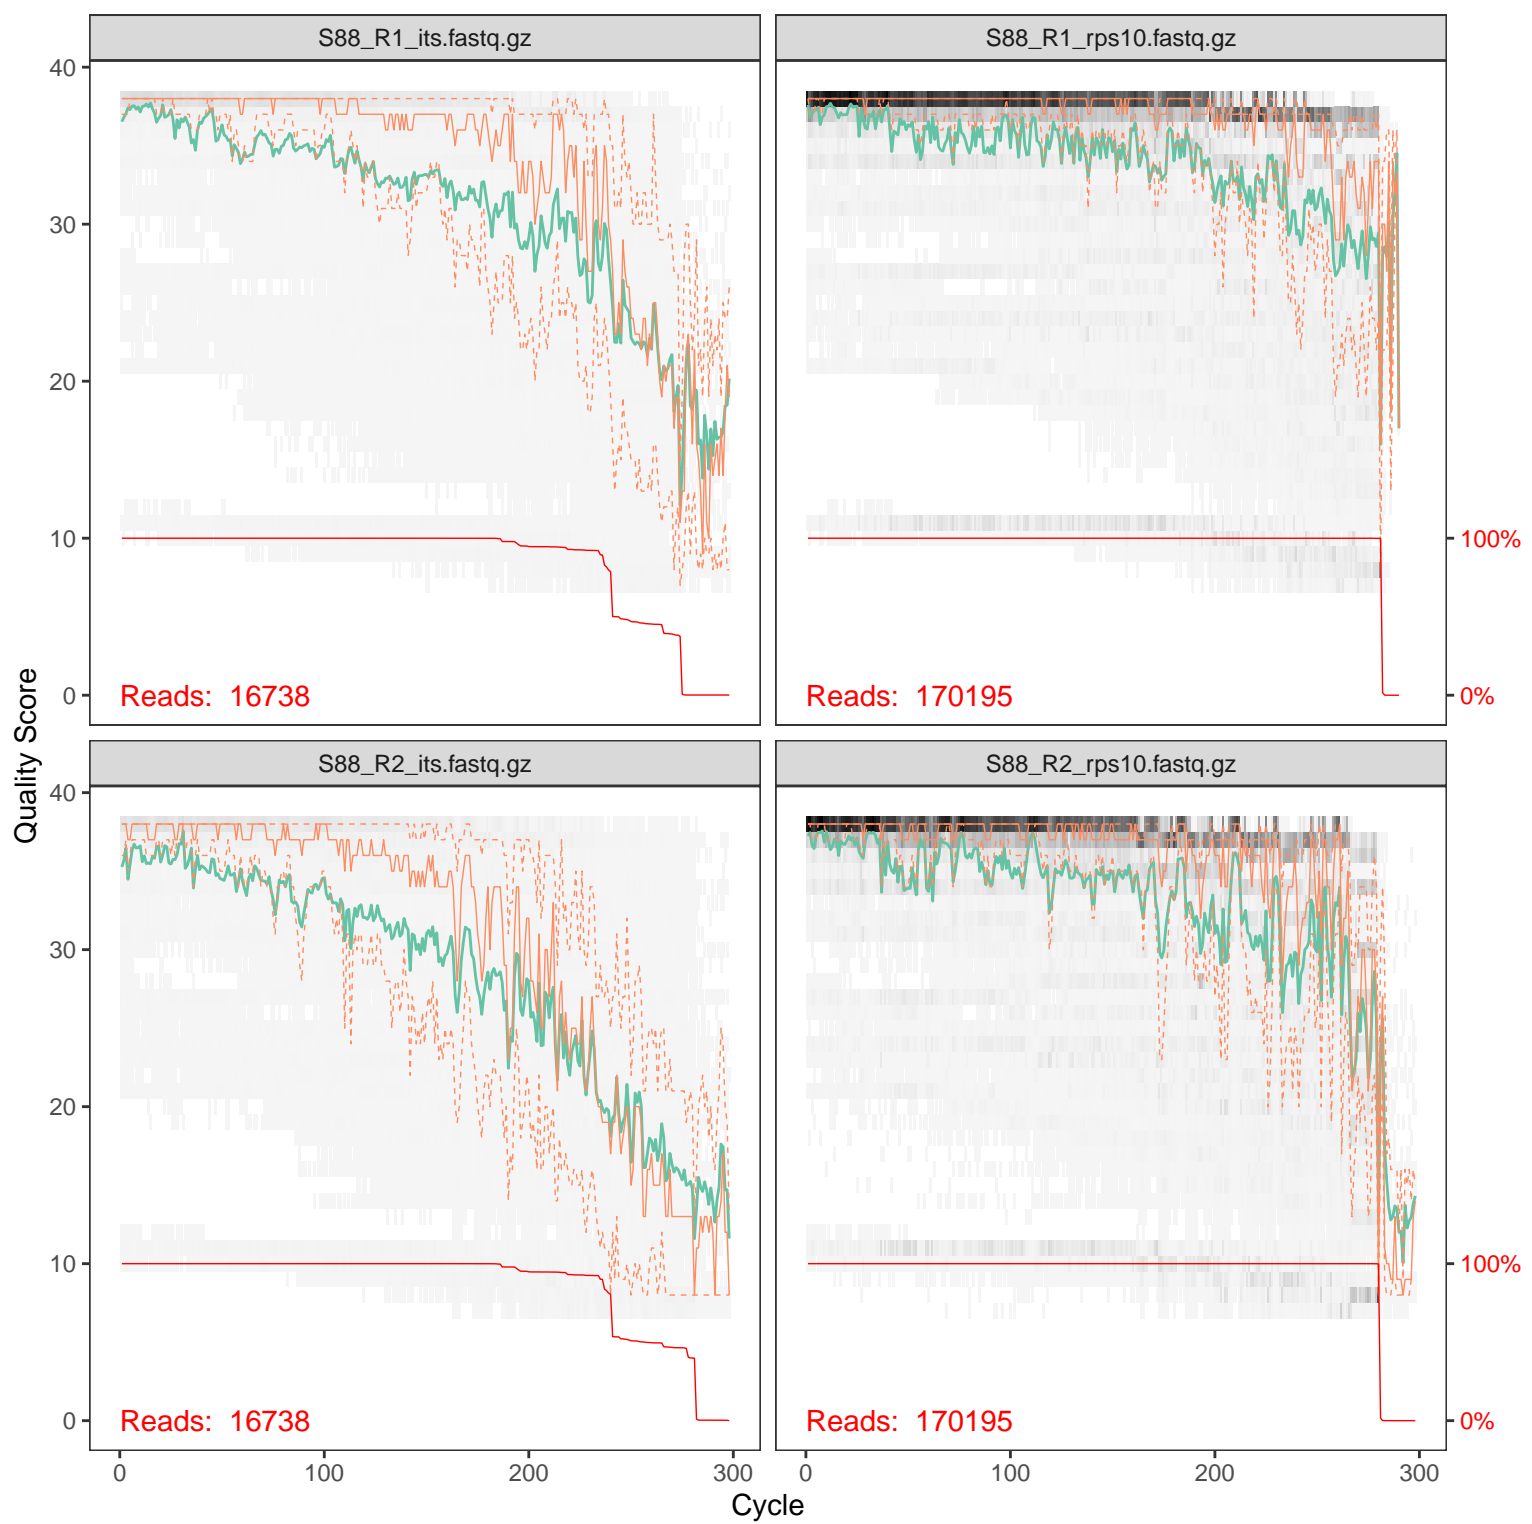 S88_R1_its.fastq.gz
S88_R1_rps10.fastq.gz
40
30
20
10
0
Reads: 16738
Reads: 170195
100%
0%
S88_R2_its.fastq.gz
S88_R2_rps10.fastq.gz
40
30
20
10
0
Reads: 16738
Reads: 170195
100%
0%
0 100 200 300
0 100 200 300
Cycle
Quality Score